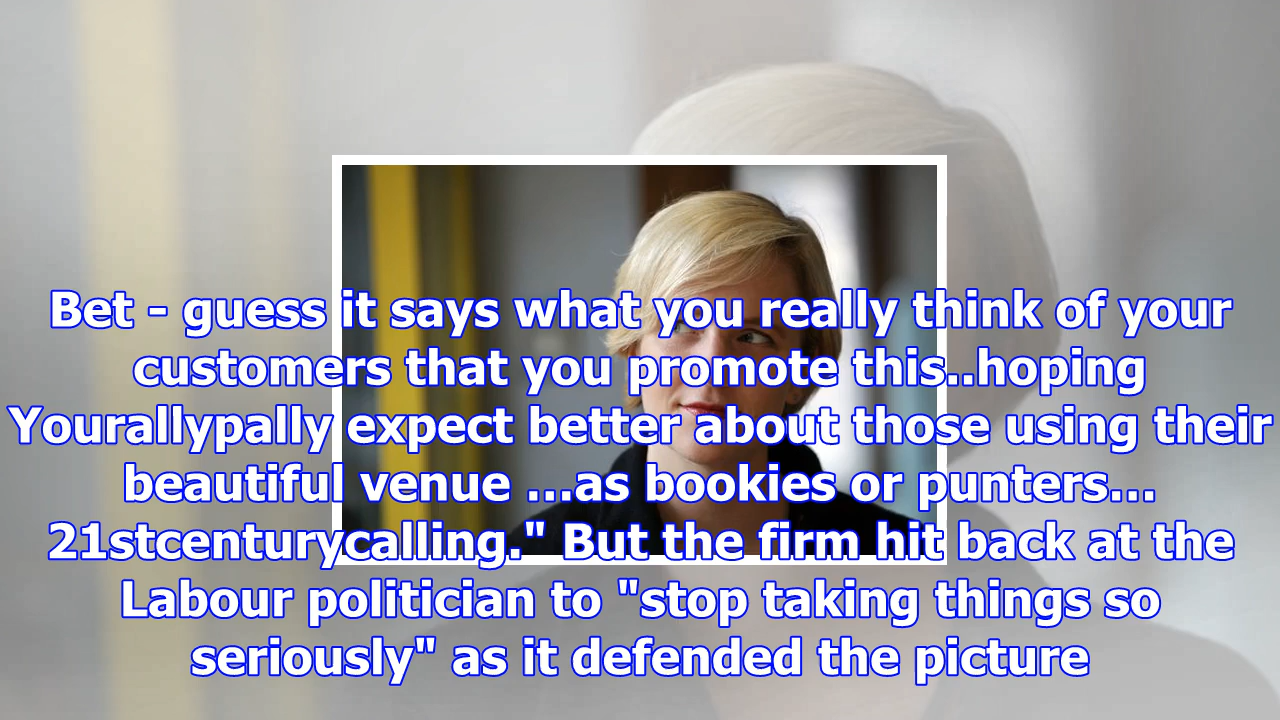 Bet - guess it says what you really think of your
customers that you promote this..hoping
Yourallypally expect better about those using their
beautiful venue ...as bookies or punters...
21stcenturycalling." But the firm hit back at the
Labour politician to "stop taking things so
seriously" as it defended the picture